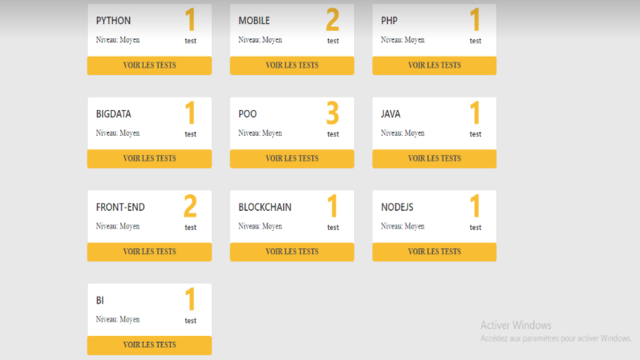 PYTHON 1
Niveau: Moyen test
VOIR LES TESTS
MOBILE 2
Niveau: Moyen test
VOIR LES TESTS
PHP 1
Niveau: Moyen test
VOIR LES TESTS
BIGDATA 1
Niveau: Moyen test
VOIR LES TESTS
POO 3
Niveau: Moyen test
VOIR LES TESTS
JAVA 1
Niveau: Moyen test
VOIR LES TESTS
FRONT-END 2
Niveau: Moyen test
VOIR LES TESTS
BLOCKCHAIN 1
Niveau: Moyen test
VOIR LES TESTS
NODEJS 1
Niveau: Moyen test
VOIR LES TESTS
BI 1
Niveau: Moyen test
VOIR LES TESTS
Activer Windows
Accédez aux paramètres pour activer Windows.